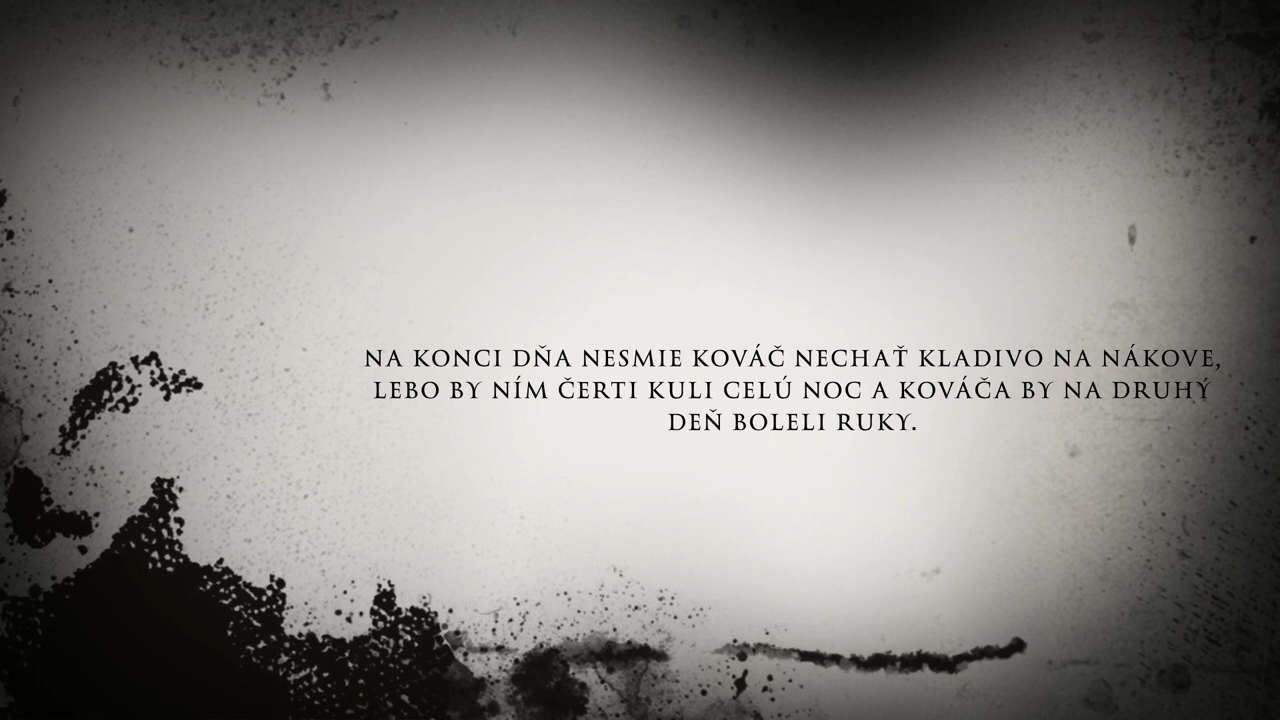 NA KONCI DŇA NESMIE KOVÁČ NECHAŤ KLADIVO NA NÁKOVE,
LEBO BY NÍM ČERTI KULI CELÚ NOC A KOVÁČA BY NA DRUHÝ
DEŇ BOLELI RUKY.